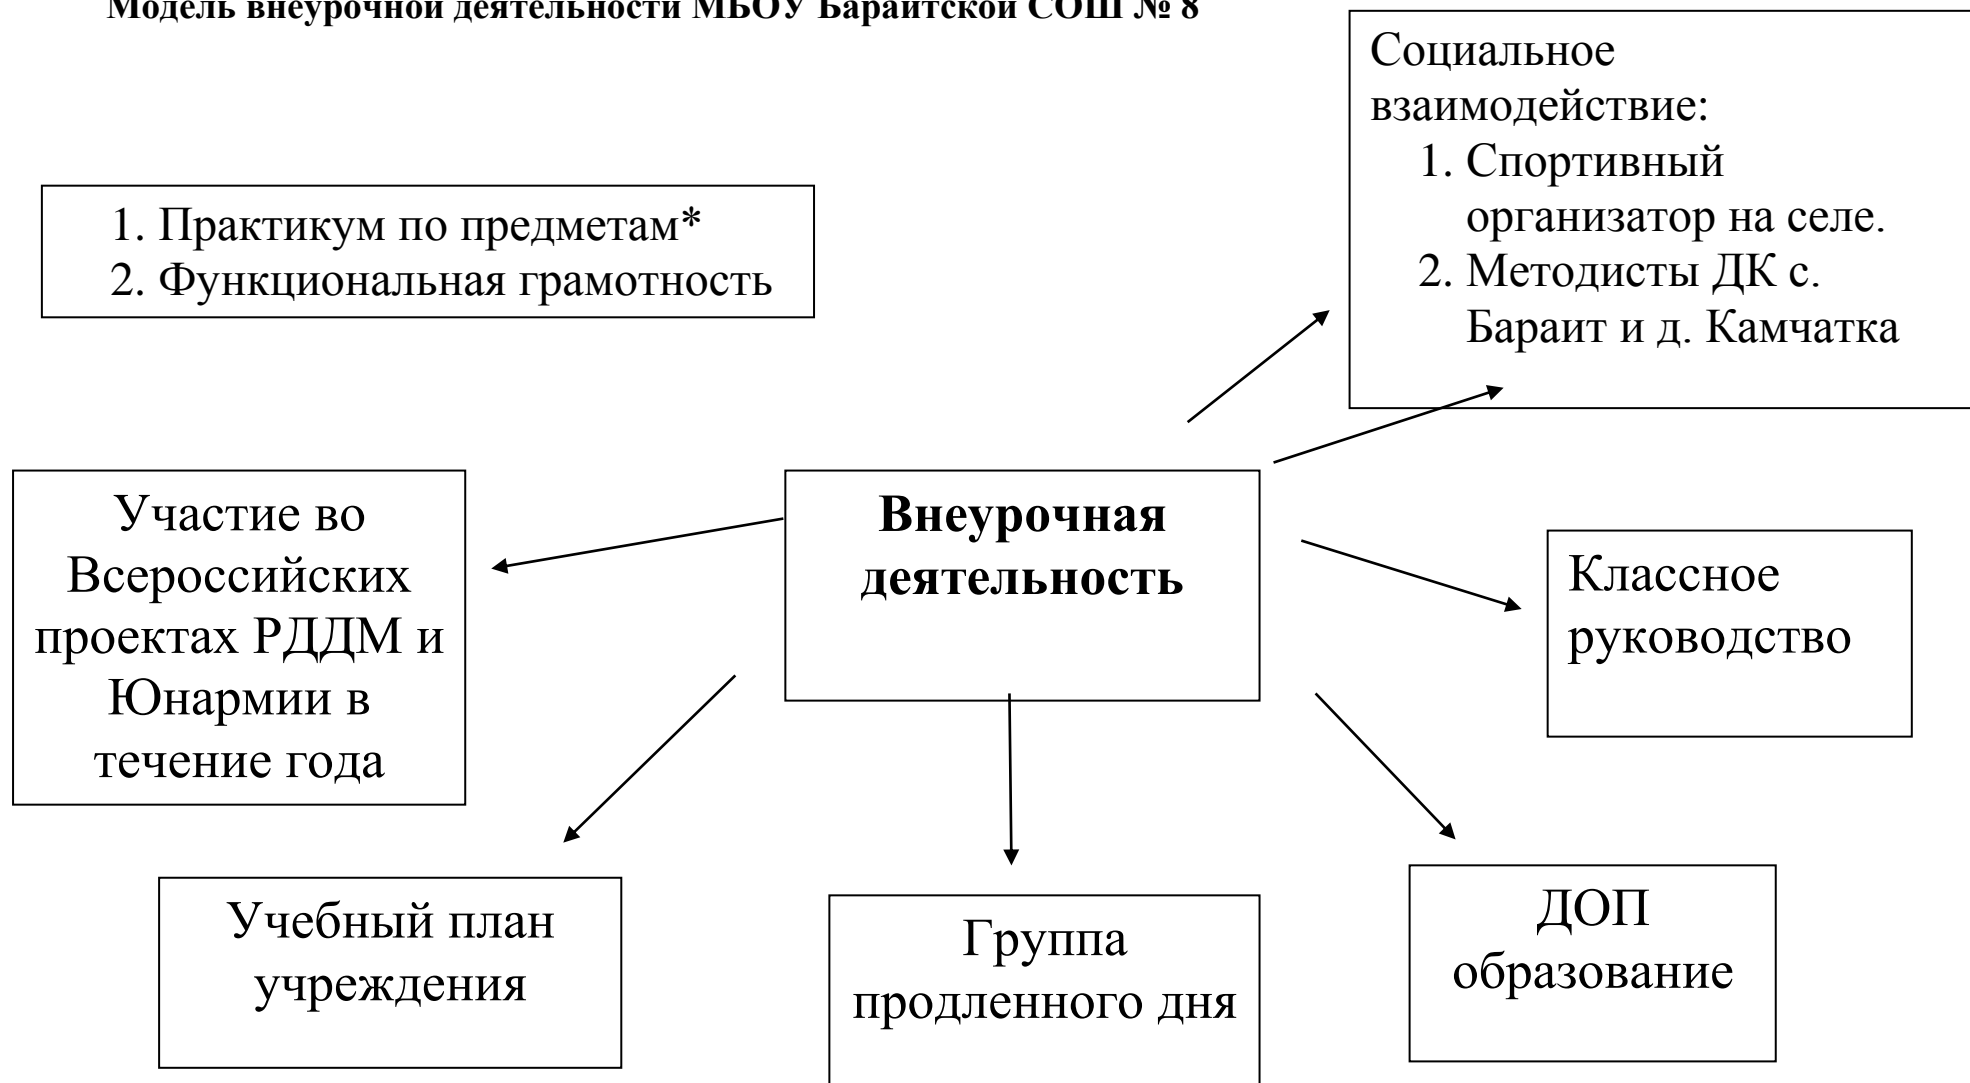 Модель внеурочной деятельности МБОУ Бараитской СОШ № 8
Социальное
взаимодействие:
1. Спортивный
организатор на селе.
2. Методисты ДК с.
Бараит и д. Камчатка
1. Практикум по предметам*
2. Функциональная грамотность
Участие во
Всероссийских
проектах РДДМ и
Юнармии в
течение года
Внеурочная
деятельность
Классное
руководство
Учебный план
учреждения
Группа
продленного дня
ДОП
образование